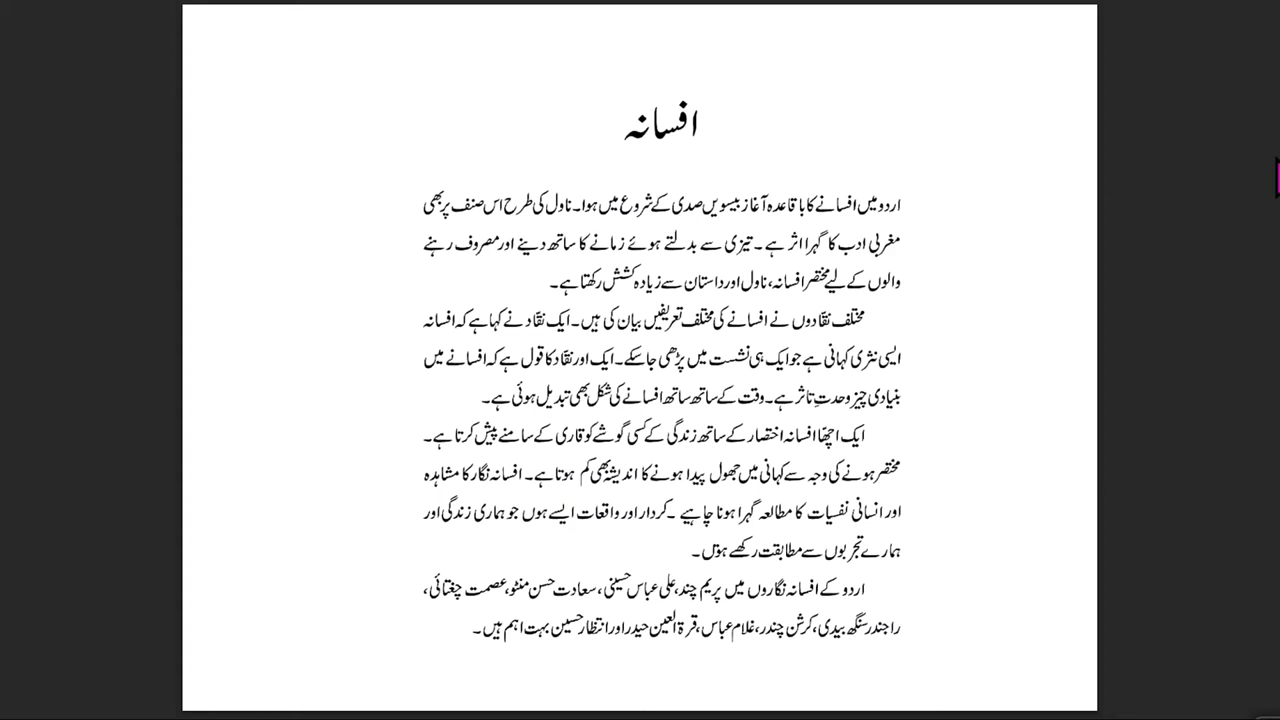 افسانہ
اردو میں افسانے کا باقاعدہ آغاز بیسویں صدی کے شروع میں ہوا۔ ناول کی طرح اس صنف پر بھی
مغربی ادب کا گہرا اثر ہے۔ تیزی سے بدلتے ہوئے زمانے کا ساتھ دینے اور مصروف رہنے
والوں کے لیے مختصر افسانہ، ناول اور داستان سے زیادہ کشش رکھتا ہے۔
مختلف نقّادوں نے افسانے کی مختلف تعریفیں بیان کی ہیں۔ ایک نقّاد نے کہا ہے کہ افسانہ
ایسی نثری کہانی ہے جو ایک ہی نشست میں پڑھی جا سکے۔ ایک اور نقّاد کا قول ہے کہ افسانے میں
بنیادی چیز وحدتِ تاثر ہے۔ وقت کے ساتھ ساتھ افسانے کی شکل بھی تبدیل ہوئی ہے۔
ایک اچھّا افسانہ اختصار کے ساتھ زندگی کے کسی گوشے کو قاری کے سامنے پیش کرتا ہے۔
مختصر ہونے کی وجہ سے کہانی میں جھول پیدا ہونے کا اندیشہ بھی کم ہوتا ہے۔ افسانہ نگار کا مشاہدہ
اور انسانی نفسیات کا مطالعہ گہرا ہونا چاہیے۔ کردار اور واقعات ایسے ہوں جو ہماری زندگی اور
ہمارے تجربوں سے مطابقت رکھے ہوں۔
اردو کے افسانہ نگاروں میں پریم چند، علی عباس حسینی، سعادت حسن منٹو، عصمت چغتائی،
راجندر سنگھ بیدی، کرشن چندر، غلام عباس، قرۃ العین حیدر اور انتظار حسین بہت اہم ہیں۔